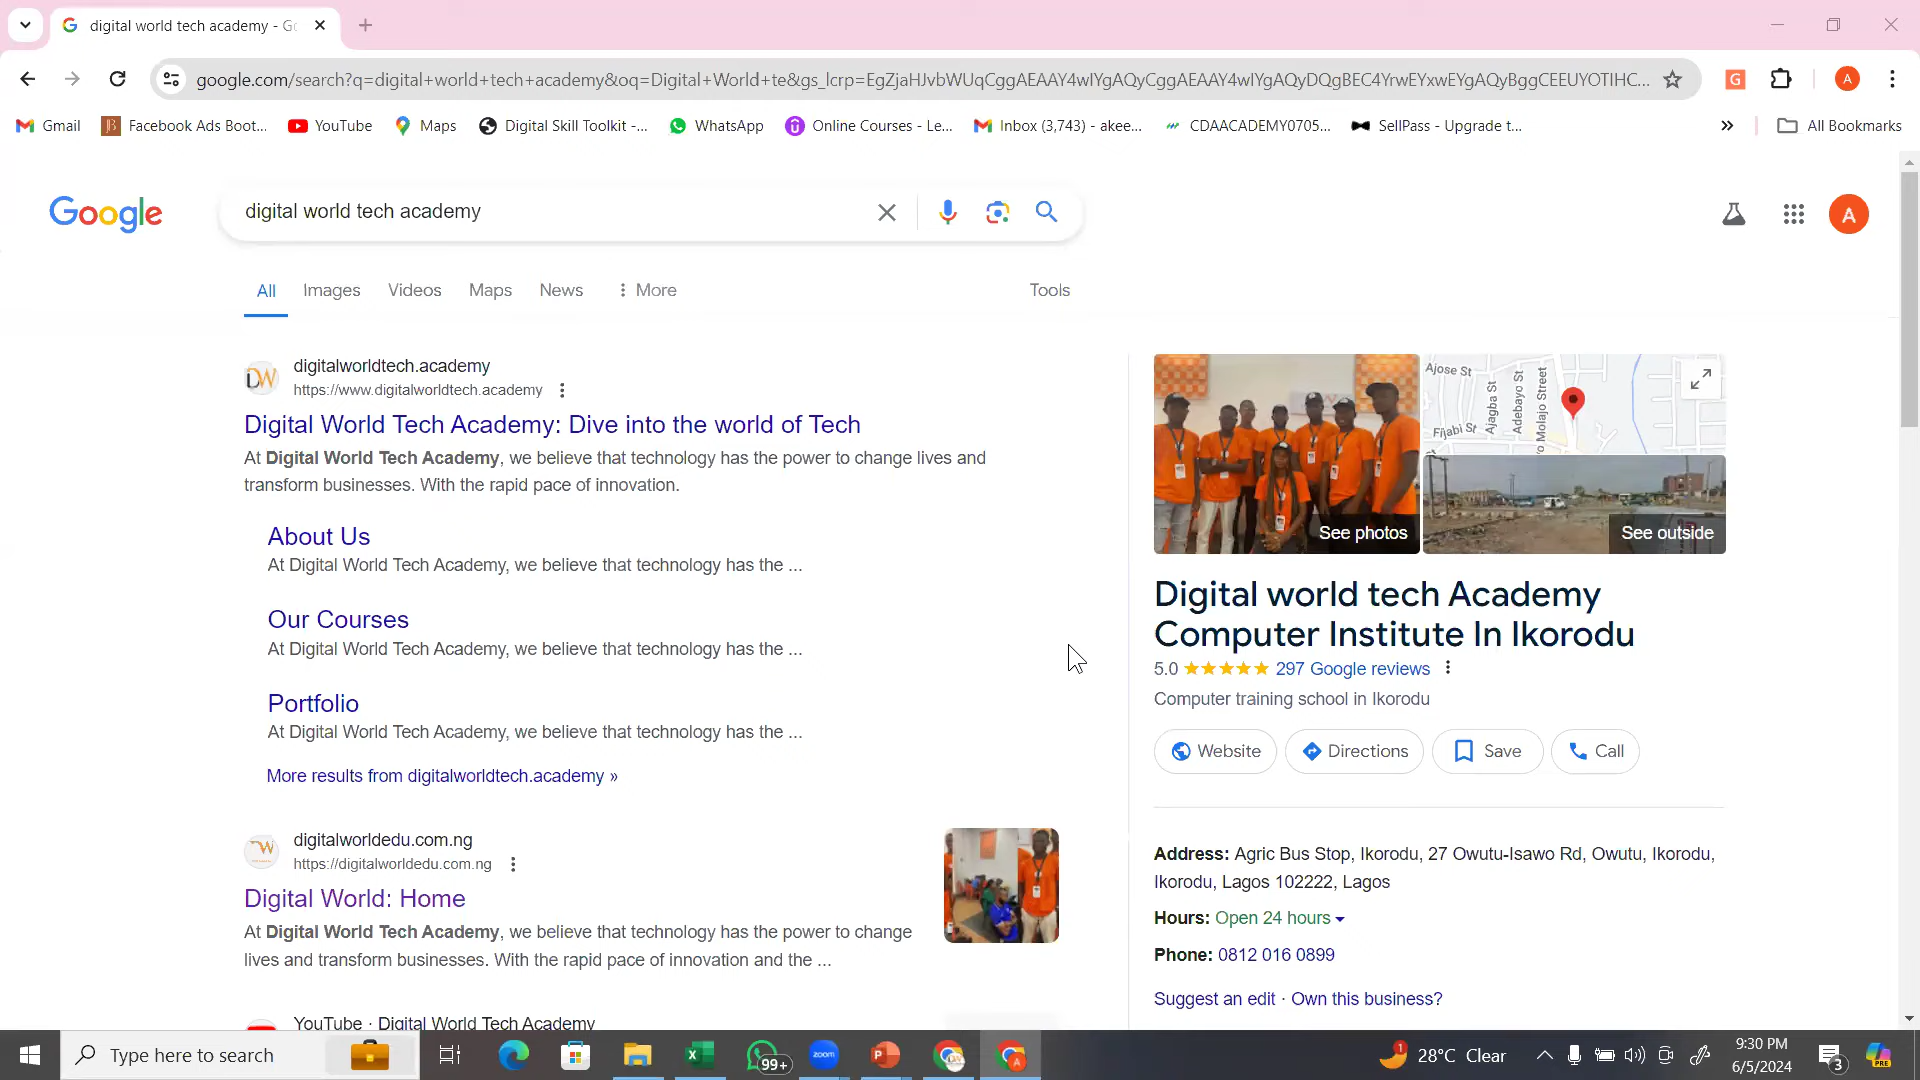 digital world tech academy - Go
google.com/search?q=digital+world+tech+academy&oq=Digital+World+te&gs_lcrp=EgZjaHJvbWUqCggAEAAY4wIYgAQyCggAEAAY4wIYgAQyDQgBEC4YrwEYxwEYgAQyBggCEEUYOTIHC...
Gmail
Facebook Ads Boot...
YouTube
Maps
Digital Skill Toolkit -...
WhatsApp
Online Courses - Le...
Inbox (3,743) - akee...
CDAACADEMY0705...
SellPass - Upgrade t...
All Bookmarks
Google
digital world tech academy
A
All
Images
Videos
Maps
News
More
Tools
digitalworldtech.academy
https://www.digitalworldtech.academy
Digital World Tech Academy: Dive into the world of Tech
At Digital World Tech Academy, we believe that technology has the power to change lives and
transform businesses. With the rapid pace of innovation.
About Us
At Digital World Tech Academy, we believe that technology has the ...
Our Courses
At Digital World Tech Academy, we believe that technology has the ...
Portfolio
At Digital World Tech Academy, we believe that technology has the ...
More results from digitalworldtech.academy »
digitalworldedu.com.ng
https://digitalworldedu.com.ng
Digital World: Home
At Digital World Tech Academy, we believe that technology has the power to change
lives and transform businesses. With the rapid pace of innovation and the ...
YouTube · Digital World Tech Academy
See photos
Ajose St
Ajagba St
Adebayo St
Molajo Street
Fijabi St
See outside
Digital world tech Academy
Computer Institute In Ikorodu
5.0
297 Google reviews
Computer training school in Ikorodu
Website
Directions
Save
Call
Address: Agric Bus Stop, Ikorodu, 27 Owutu-Isawo Rd, Owutu, Ikorodu,
Ikorodu, Lagos 102222, Lagos
Hours: Open 24 hours
Phone: 0812 016 0899
Suggest an edit · Own this business?
Type here to search
99+
zoom
28°C Clear
9:30 PM
6/5/2024
3
PRE